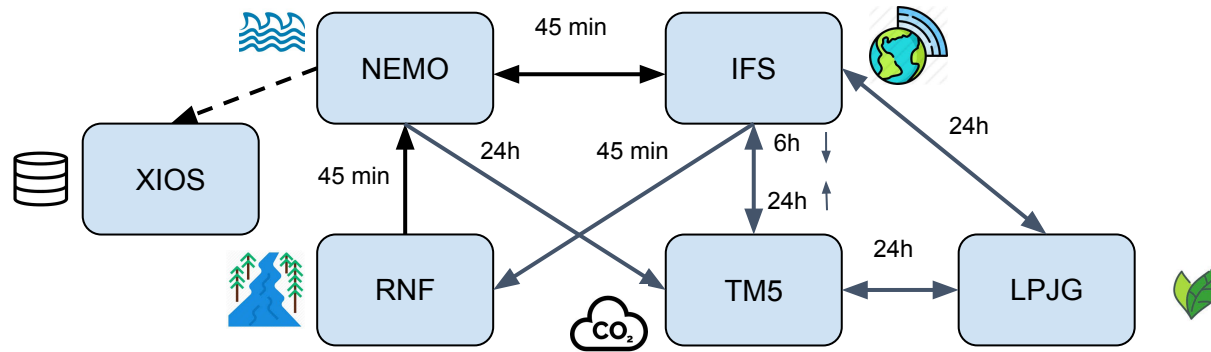 45 min
NEMO
IFS
XIOS
24h
45 min
6h
24h
45 min
24h
RNF
TM5
24h
LPJG
CO₂